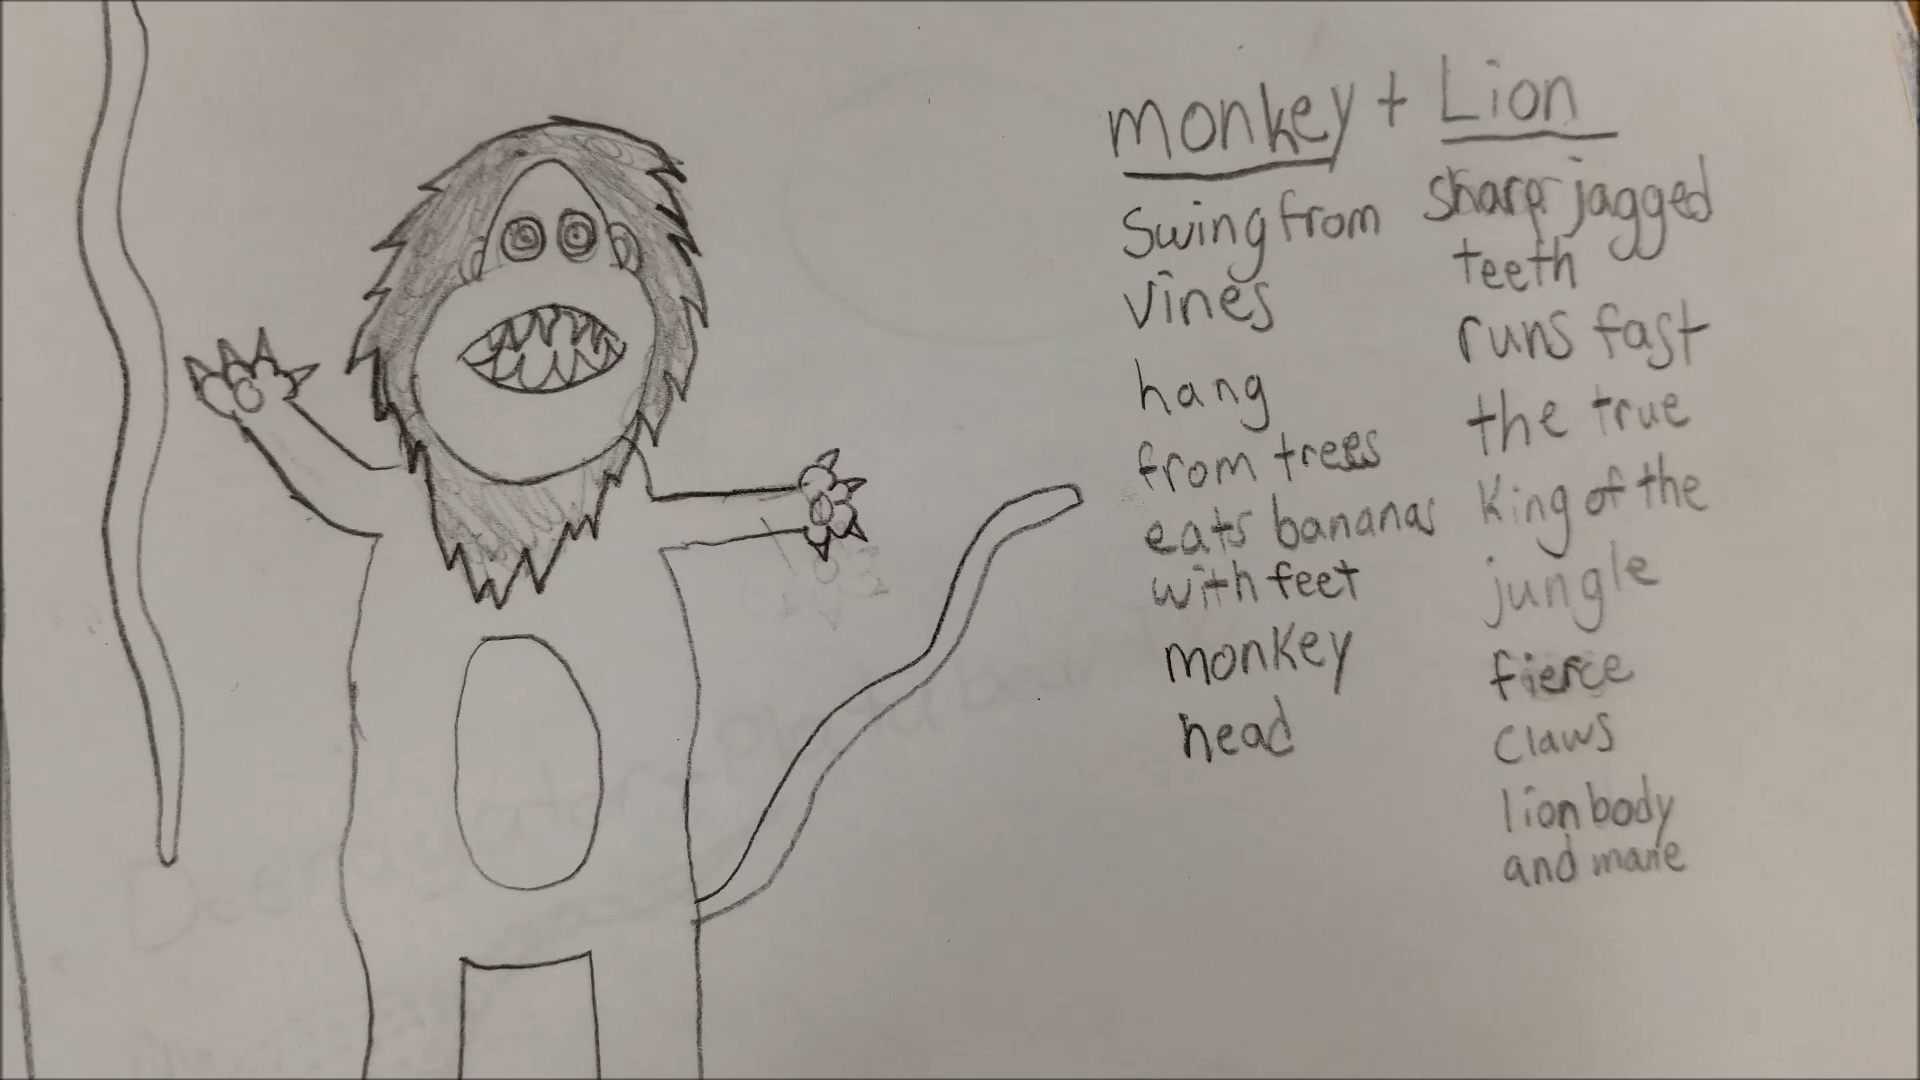 monkey + Lion
Swing from
vines
hang
from trees
eats bananas
with feet
monkey
head
sharp jagged
teeth
runs fast
the true
King of the
jungle
fierce
claws
lion body
and mane